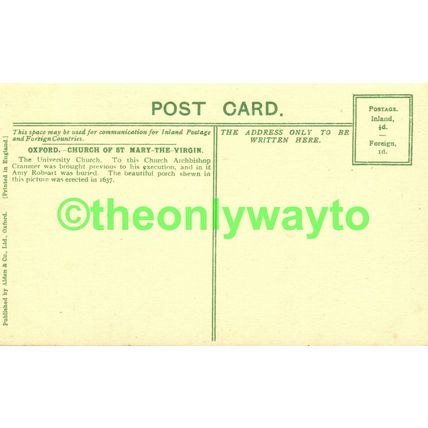 POST CARD.
This space may be used for communication for Inland Postage
and Foreign Countries.
OXFORD.—CHURCH OF ST MARY-THE-VIRGIN.
The University Church. To this Church Archbishop
Cranmer was brought previous to his execution, and in it
Amy Robsart was buried. The beautiful porch shewn in
this picture was erected in 1637.
THE ADDRESS ONLY TO BE
WRITTEN HERE.
POSTAGE.
Inland,
½d.
Foreign,
1d.
Published by Alden & Co., Ltd., Oxford. [Printed in England.]
©theonlywayto